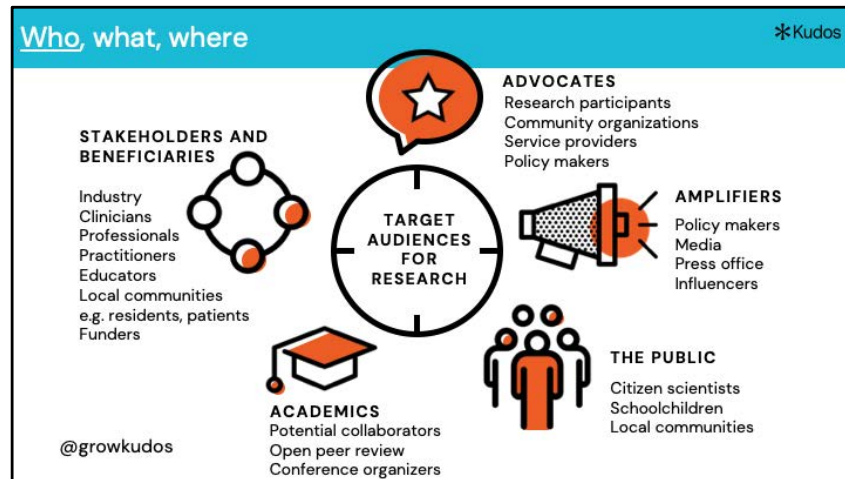 Who, what, where
Kudos
ADVOCATES
Research participants
Community organizations
Service providers
Policy makers
STAKEHOLDERS AND
BENEFICIARIES
Industry
Clinicians
Professionals
Practitioners
Educators
Local communities
e.g. residents, patients
Funders
TARGET
AUDIENCES
FOR
RESEARCH
AMPLIFIERS
Policy makers
Media
Press office
Influencers
THE PUBLIC
Citizen scientists
Schoolchildren
Local communities
ACADEMICS
Potential collaborators
Open peer review
Conference organizers
@growkudos